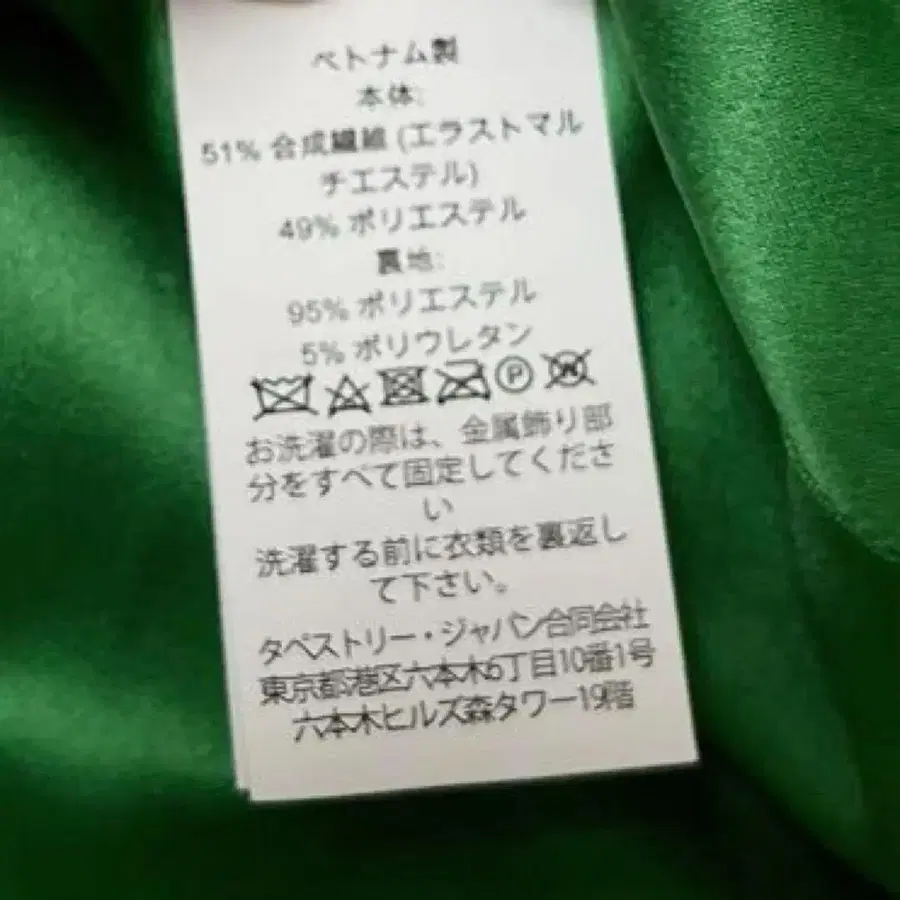 ベトナム製
本体:
51% 合成繊維 (エラストマル
チエステル)
49% ポリエステル
裏地:
95% ポリエステル
5% ポリウレタン
P W
お洗濯の際は、金属飾り部
分をすべて固定してくださ
い
洗濯する前に衣類を裏返し
て下さい。
タペストリー・ジャパン合同会社
東京都港区六本木6丁目10番1号
六本木ヒルズ森タワー19階